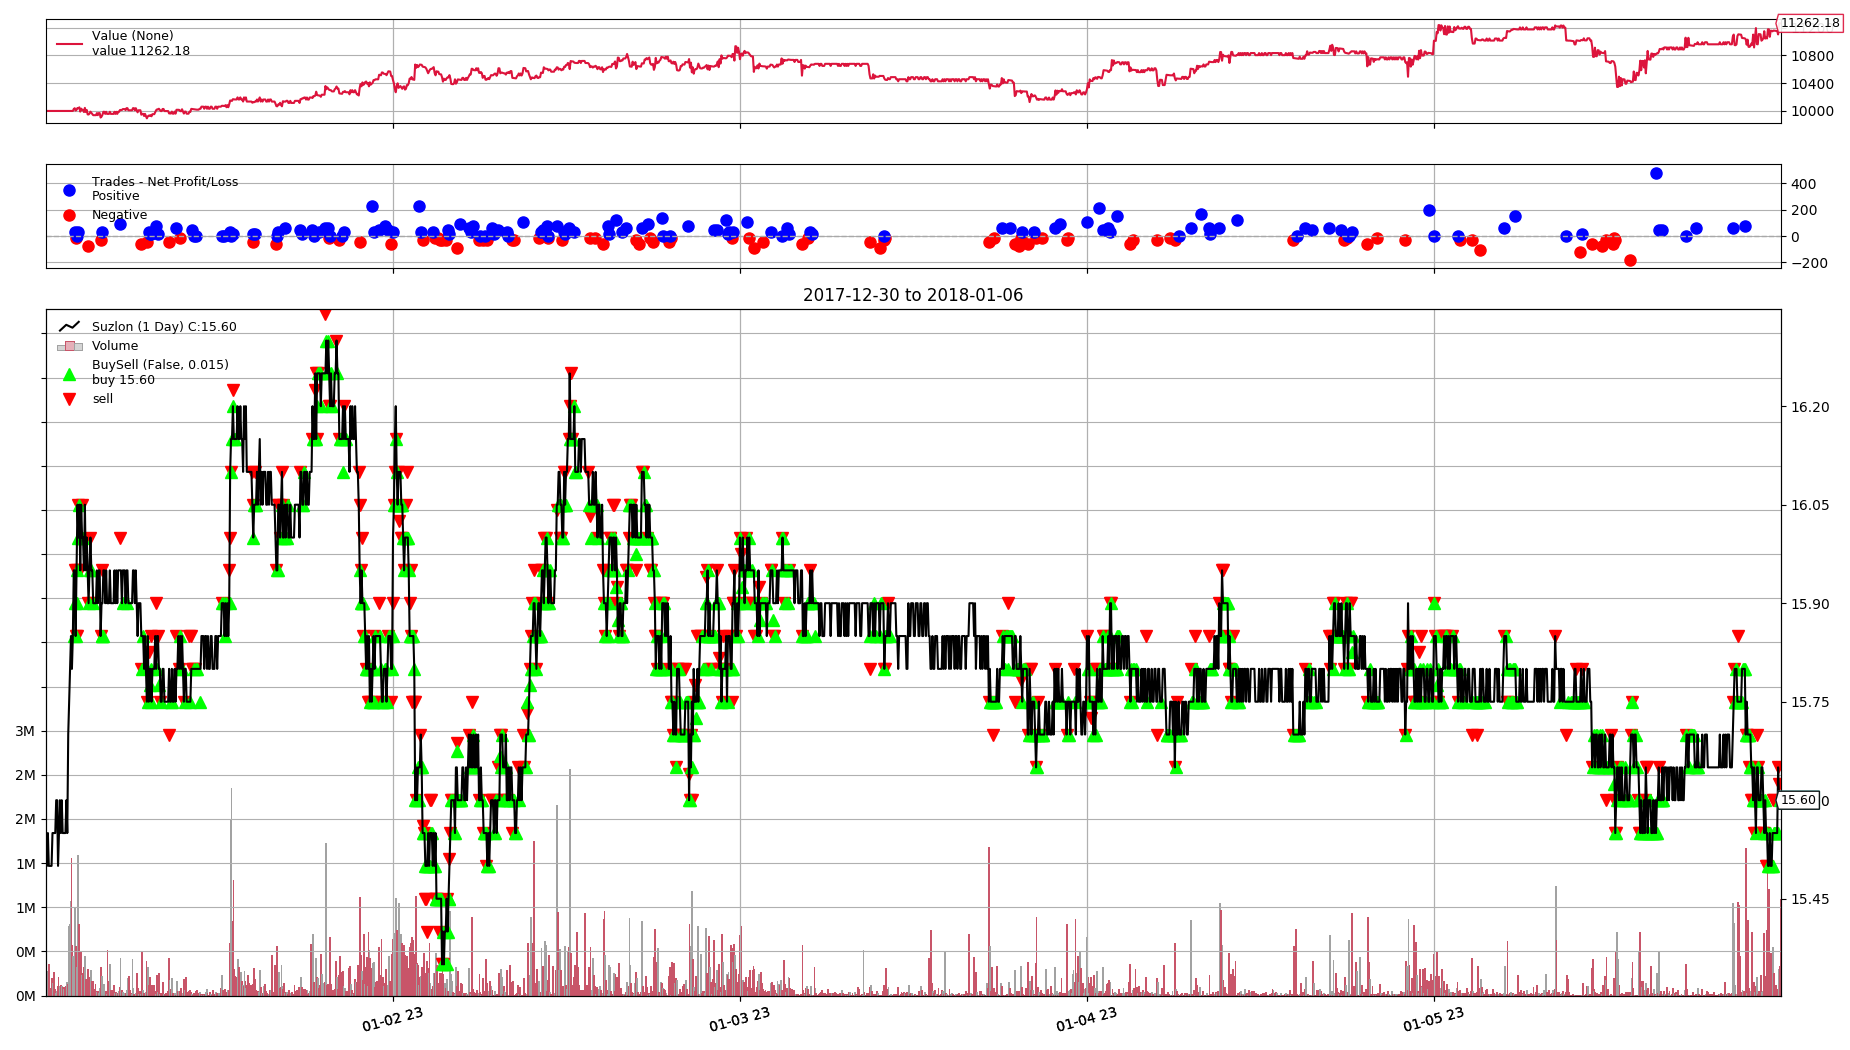 Value (None)
value 11262.18
11262.18
10800
10400
10000
Trades - Net Profit/Loss
Positive
Negative
400
200
0
−200
2017-12-30 to 2018-01-06
Suzlon (1 Day) C:15.60
Volume
BuySell (False, 0.015)
buy 15.60
sell
16.20
16.05
15.90
15.75
15.60
15.45
3M
2M
2M
1M
1M
0M
0M
01-02 23
01-03 23
01-04 23
01-05 23